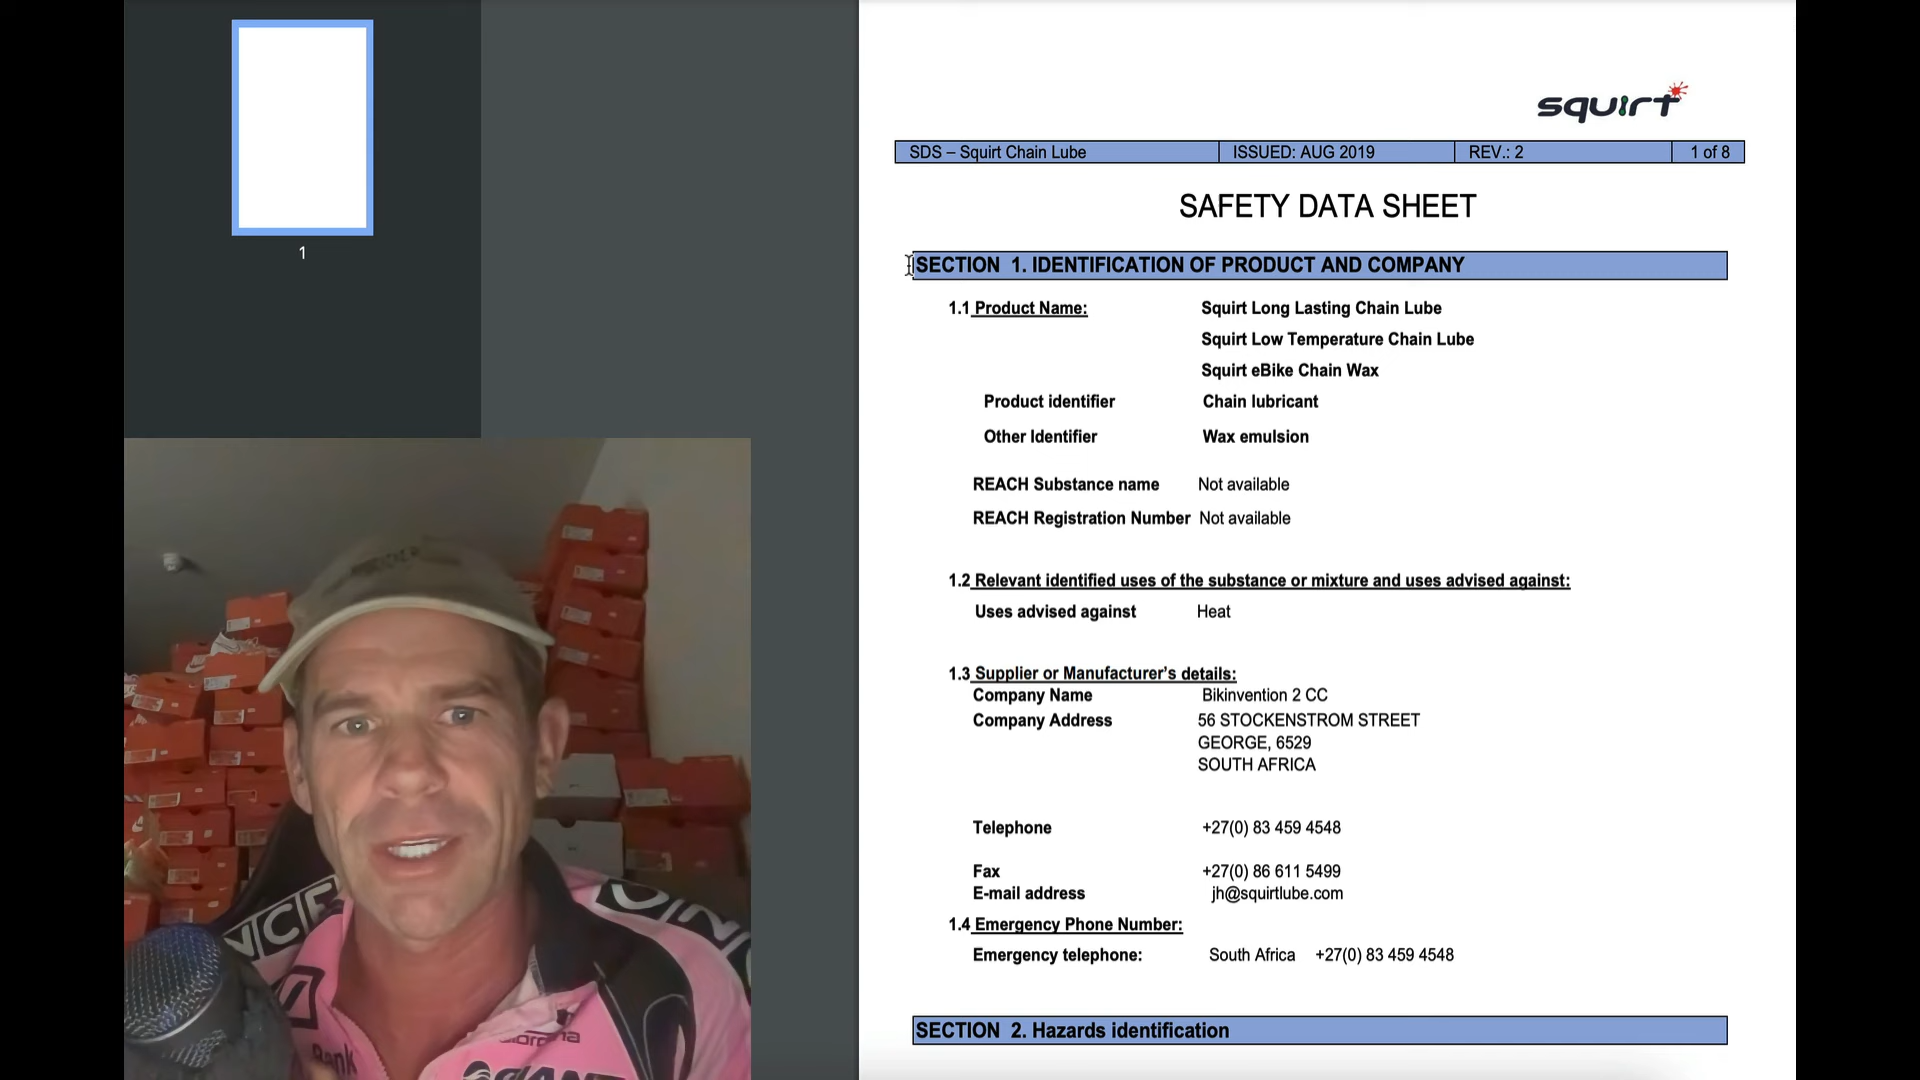 squirt
SDS – Squirt Chain Lube ISSUED: AUG 2019 REV.: 2 1 of 8
SAFETY DATA SHEET
SECTION 1. IDENTIFICATION OF PRODUCT AND COMPANY
1.1 Product Name: Squirt Long Lasting Chain Lube
Squirt Low Temperature Chain Lube
Squirt eBike Chain Wax
Product identifier Chain lubricant
Other Identifier Wax emulsion
REACH Substance name Not available
REACH Registration Number Not available
1.2 Relevant identified uses of the substance or mixture and uses advised against:
Uses advised against Heat
1.3 Supplier or Manufacturer’s details:
Company Name Bikinvention 2 CC
Company Address 56 STOCKENSTROM STREET
GEORGE, 6529
SOUTH AFRICA
Telephone +27(0) 83 459 4548
Fax +27(0) 86 611 5499
E-mail address jh@squirtlube.com
1.4 Emergency Phone Number:
Emergency telephone: South Africa +27(0) 83 459 4548
SECTION 2. Hazards identification
1